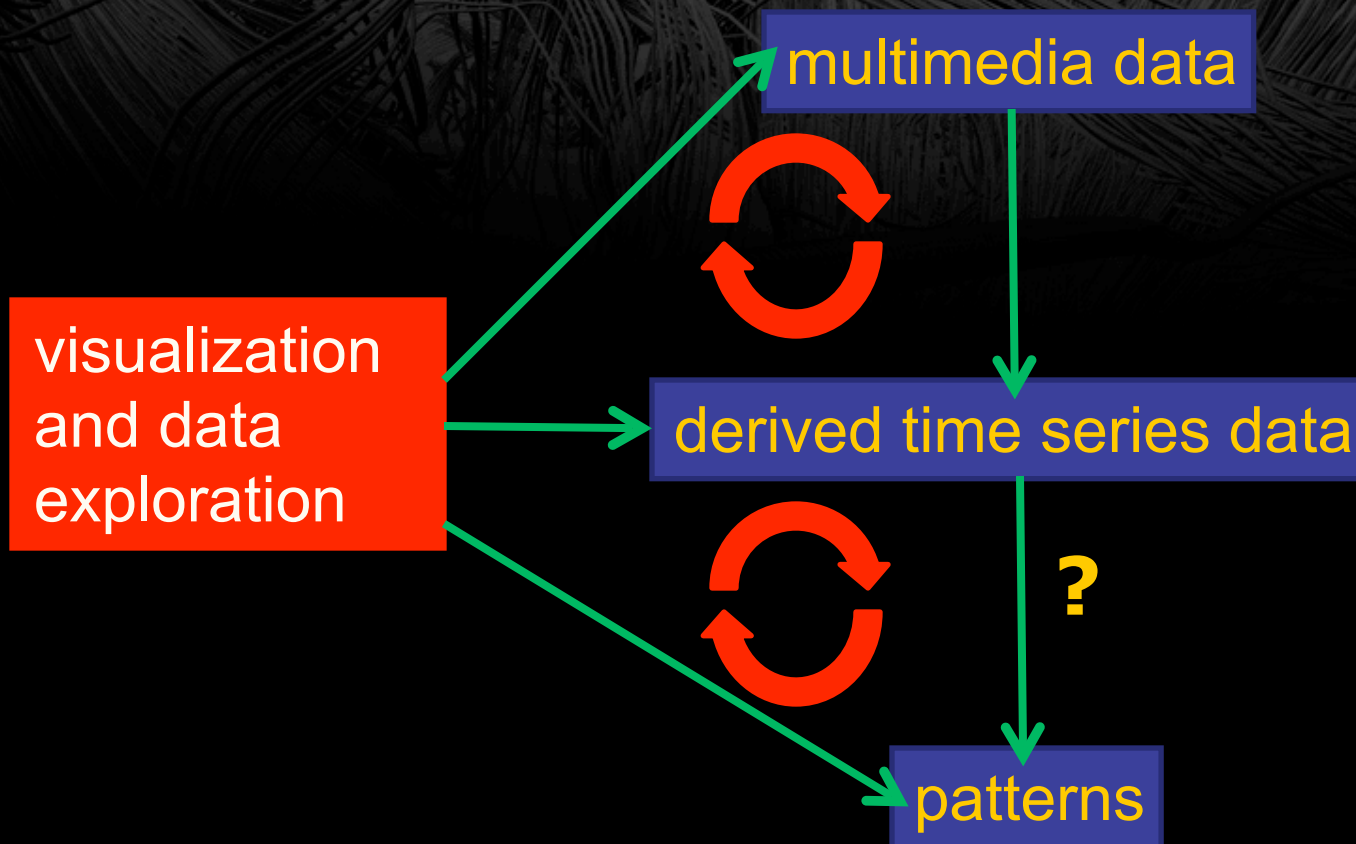 multimedia data
visualization
and data
exploration
derived time series data
?
patterns